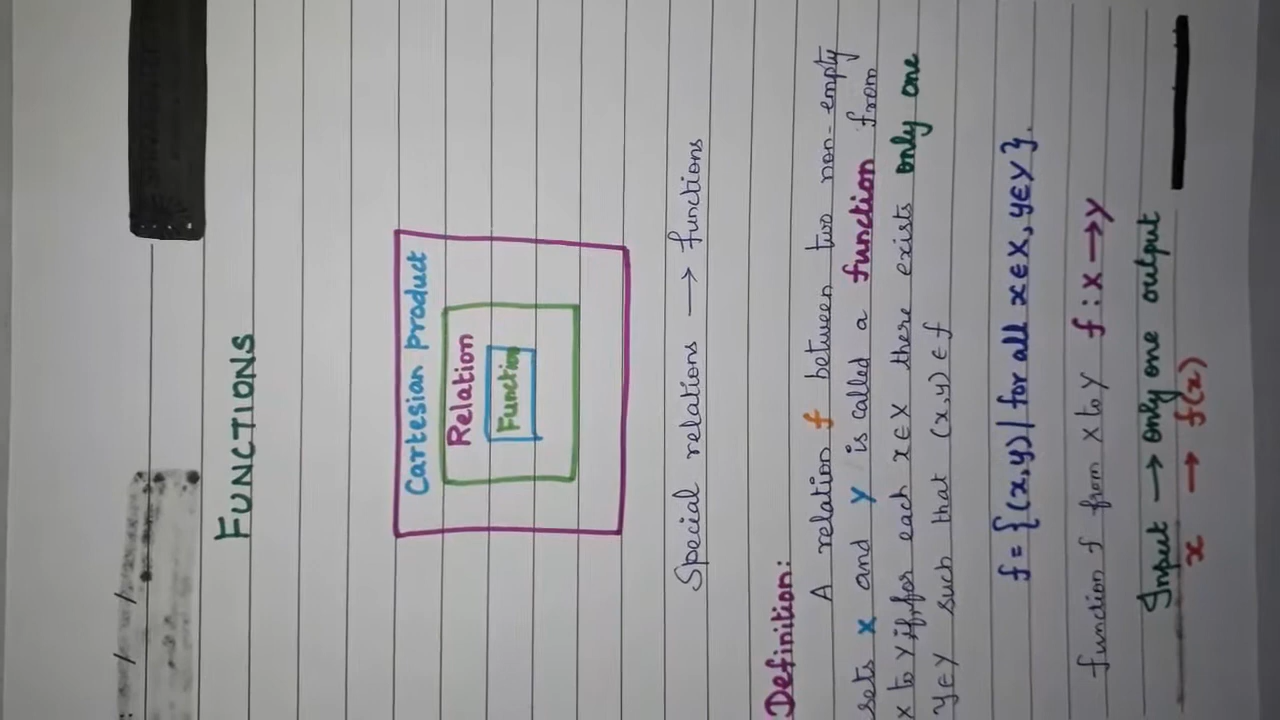 FUNCTIONS
Cartesian product
Relation
Function
Special relations → functions
Definition:
A relation f between two non-empty
sets X and Y is called a function from
X to Y if for each x∈X there exists only one
y∈Y such that (x,y)∈f
f={(x,y)/for all x∈X, y∈Y}.
function f from X to Y f:X→Y
Input → only one output
x → f(x)